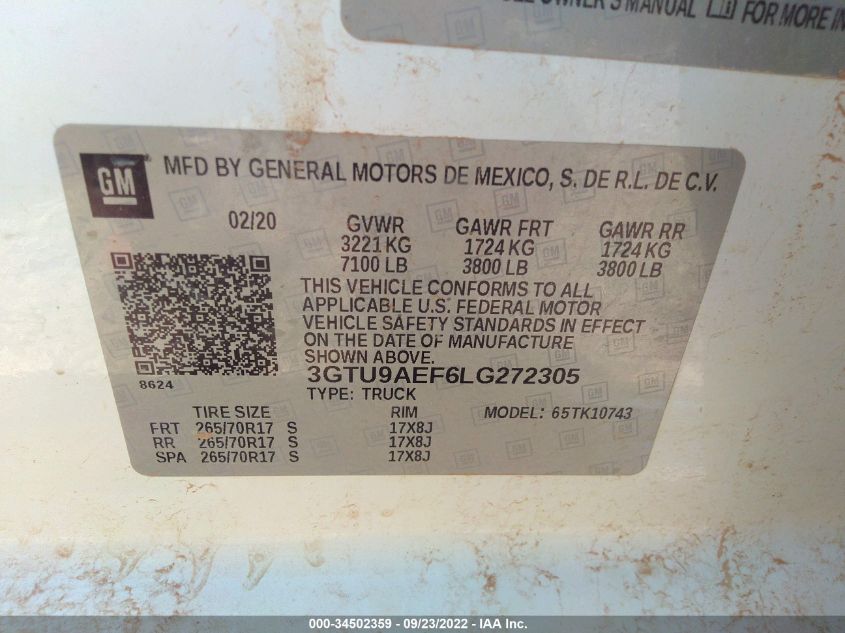 OWNER'S MANUAL FOR MORE IN
GM
MFD BY GENERAL MOTORS DE MEXICO, S. DE R.L. DE C.V.
02/20 GVWR GAWR FRT GAWR RR
3221 KG 1724 KG 1724 KG
7100 LB 3800 LB 3800 LB
THIS VEHICLE CONFORMS TO ALL
APPLICABLE U.S. FEDERAL MOTOR
VEHICLE SAFETY STANDARDS IN EFFECT
ON THE DATE OF MANUFACTURE
SHOWN ABOVE.
8624
3GTU9AEF6LG272305
TYPE: TRUCK
TIRE SIZE RIM MODEL: 65TK10743
FRT 265/70R17 S 17X8J
RR 265/70R17 S 17X8J
SPA 265/70R17 S 17X8J
000-34502359 - 09/23/2022 - IAA Inc.